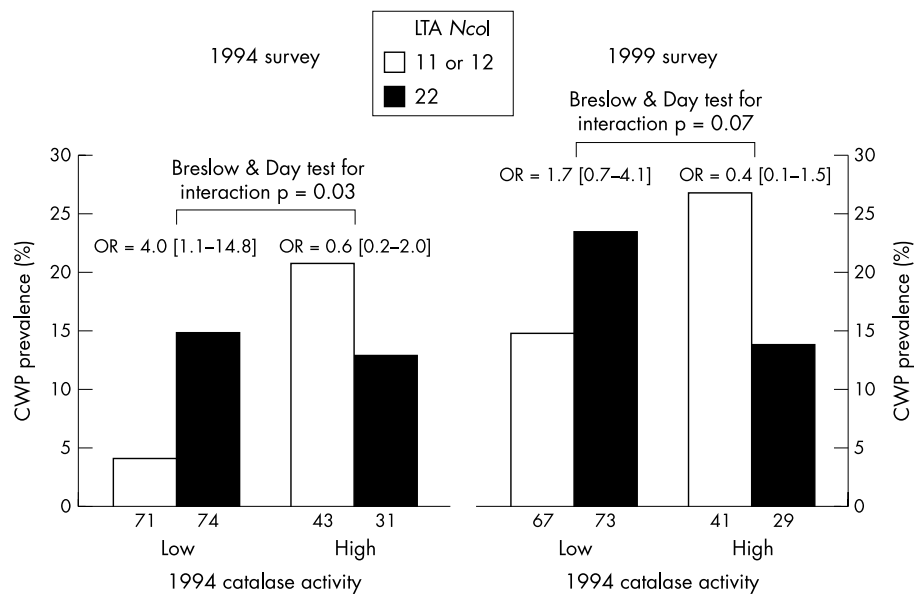 LTA NcoI
11 or 12
22
1994 survey
1999 survey
Breslow & Day test for
interaction p = 0.03
OR = 4.0 [1.1–14.8]
OR = 0.6 [0.2–2.0]
CWP prevalence (%)
30
25
20
15
10
5
0
71
74
43
31
Low
High
1994 catalase activity
Breslow & Day test for
interaction p = 0.07
OR = 1.7 [0.7–4.1]
OR = 0.4 [0.1–1.5]
30
25
20
15
10
5
0
CWP prevalence (%)
67
73
41
29
Low
High
1994 catalase activity